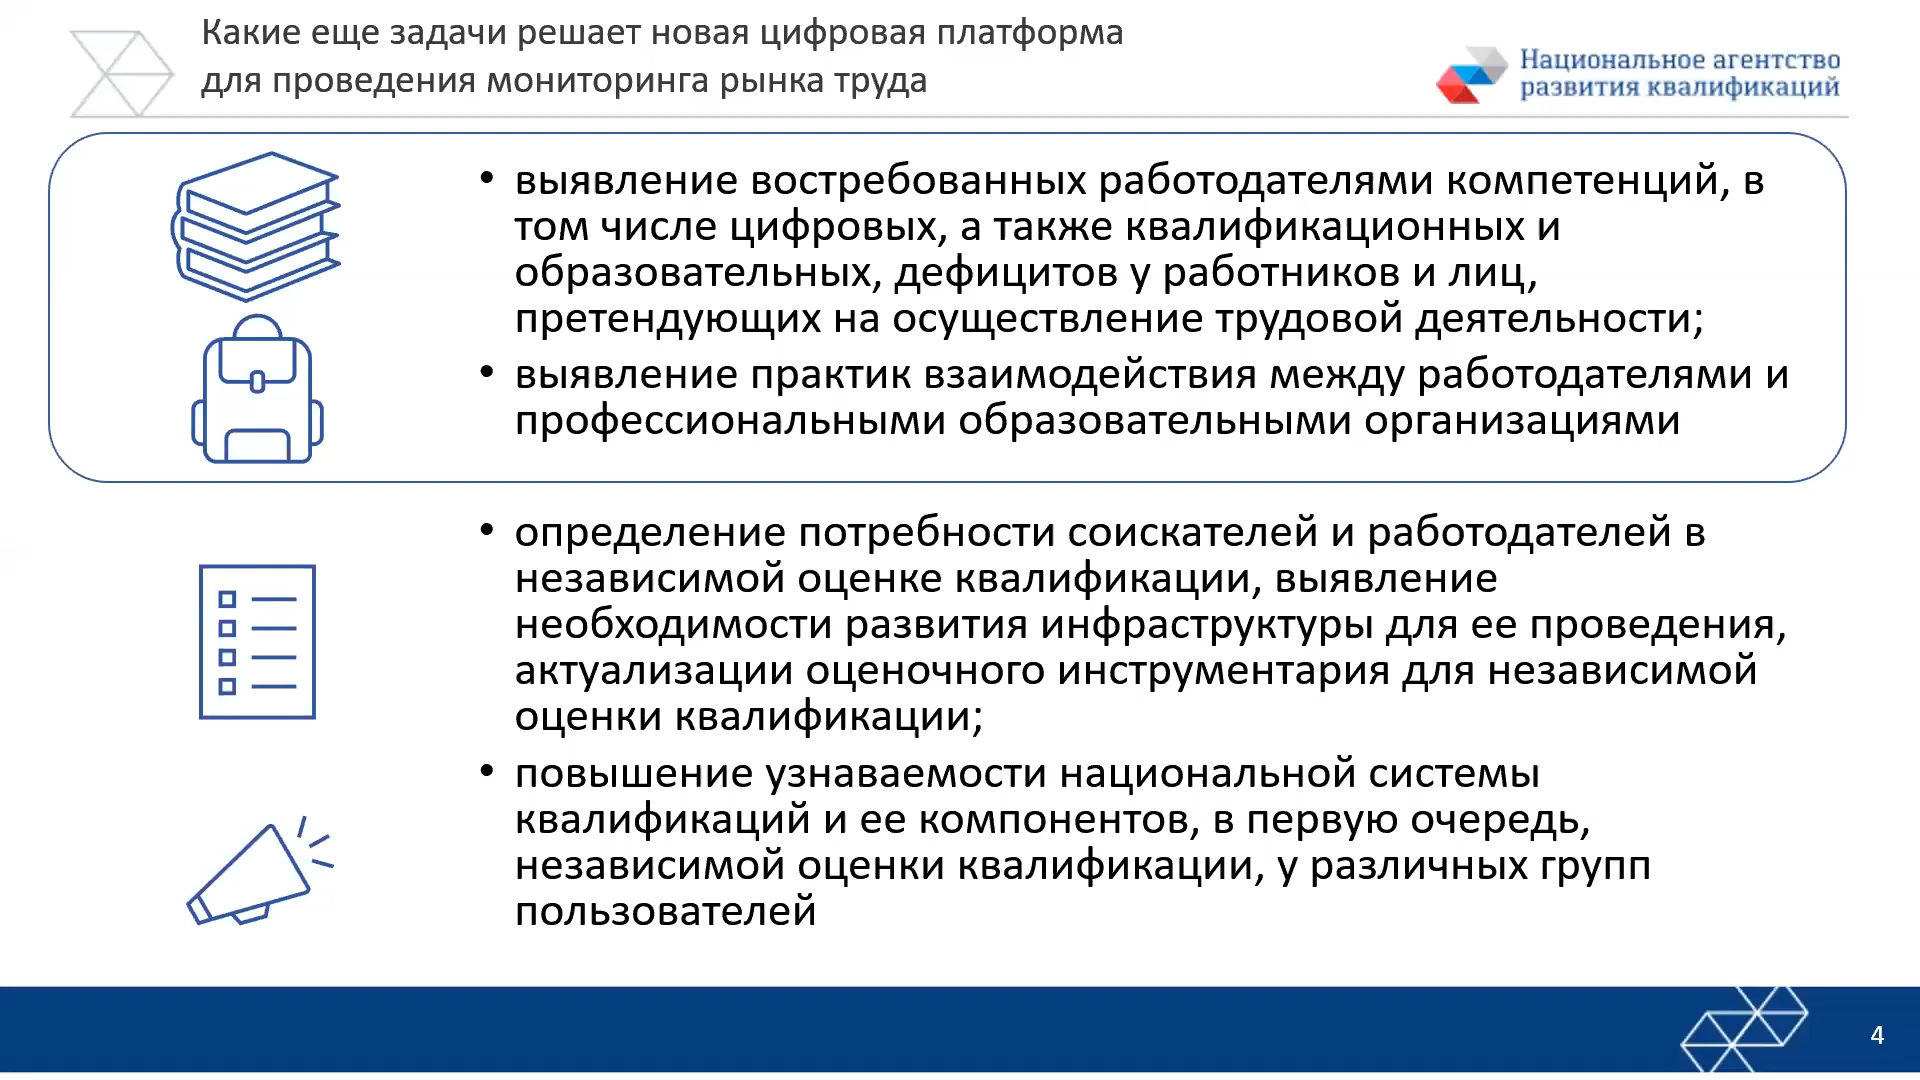 Какие еще задачи решает новая цифровая платформа
для проведения мониторинга рынка труда
Национальное агентство
развития квалификаций
• выявление востребованных работодателями компетенций, в
том числе цифровых, а также квалификационных и
образовательных, дефицитов у работников и лиц,
претендующих на осуществление трудовой деятельности;
• выявление практик взаимодействия между работодателями и
профессиональными образовательными организациями
• определение потребности соискателей и работодателей в
независимой оценке квалификации, выявление
необходимости развития инфраструктуры для ее проведения,
актуализации оценочного инструментария для независимой
оценки квалификации;
• повышение узнаваемости национальной системы
квалификаций и ее компонентов, в первую очередь,
независимой оценки квалификации, у различных групп
пользователей
4